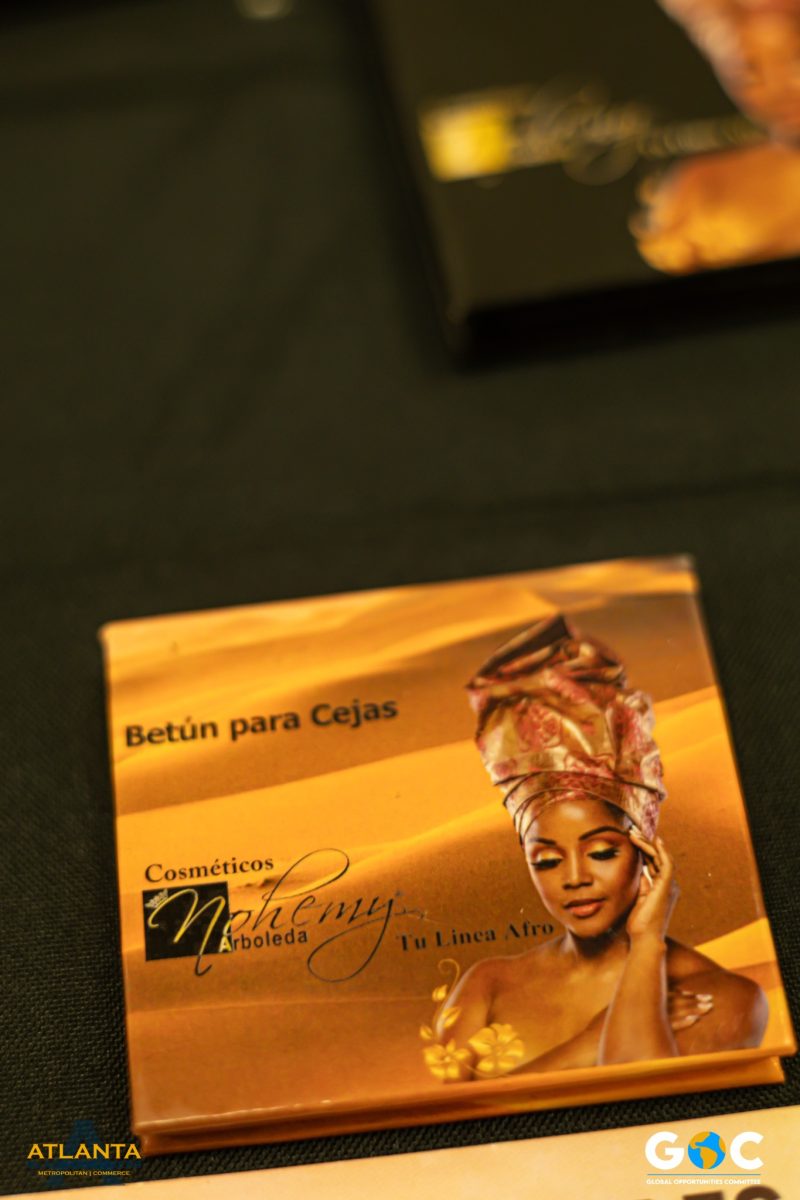 Betún para Cejas
Cosméticos
Nohemy
Arboleda
Tu Linea Afro
ATLANTA
METROPOLITAN | COMMERCE
GOC
GLOBAL OPPORTUNITIES COMMITTEE